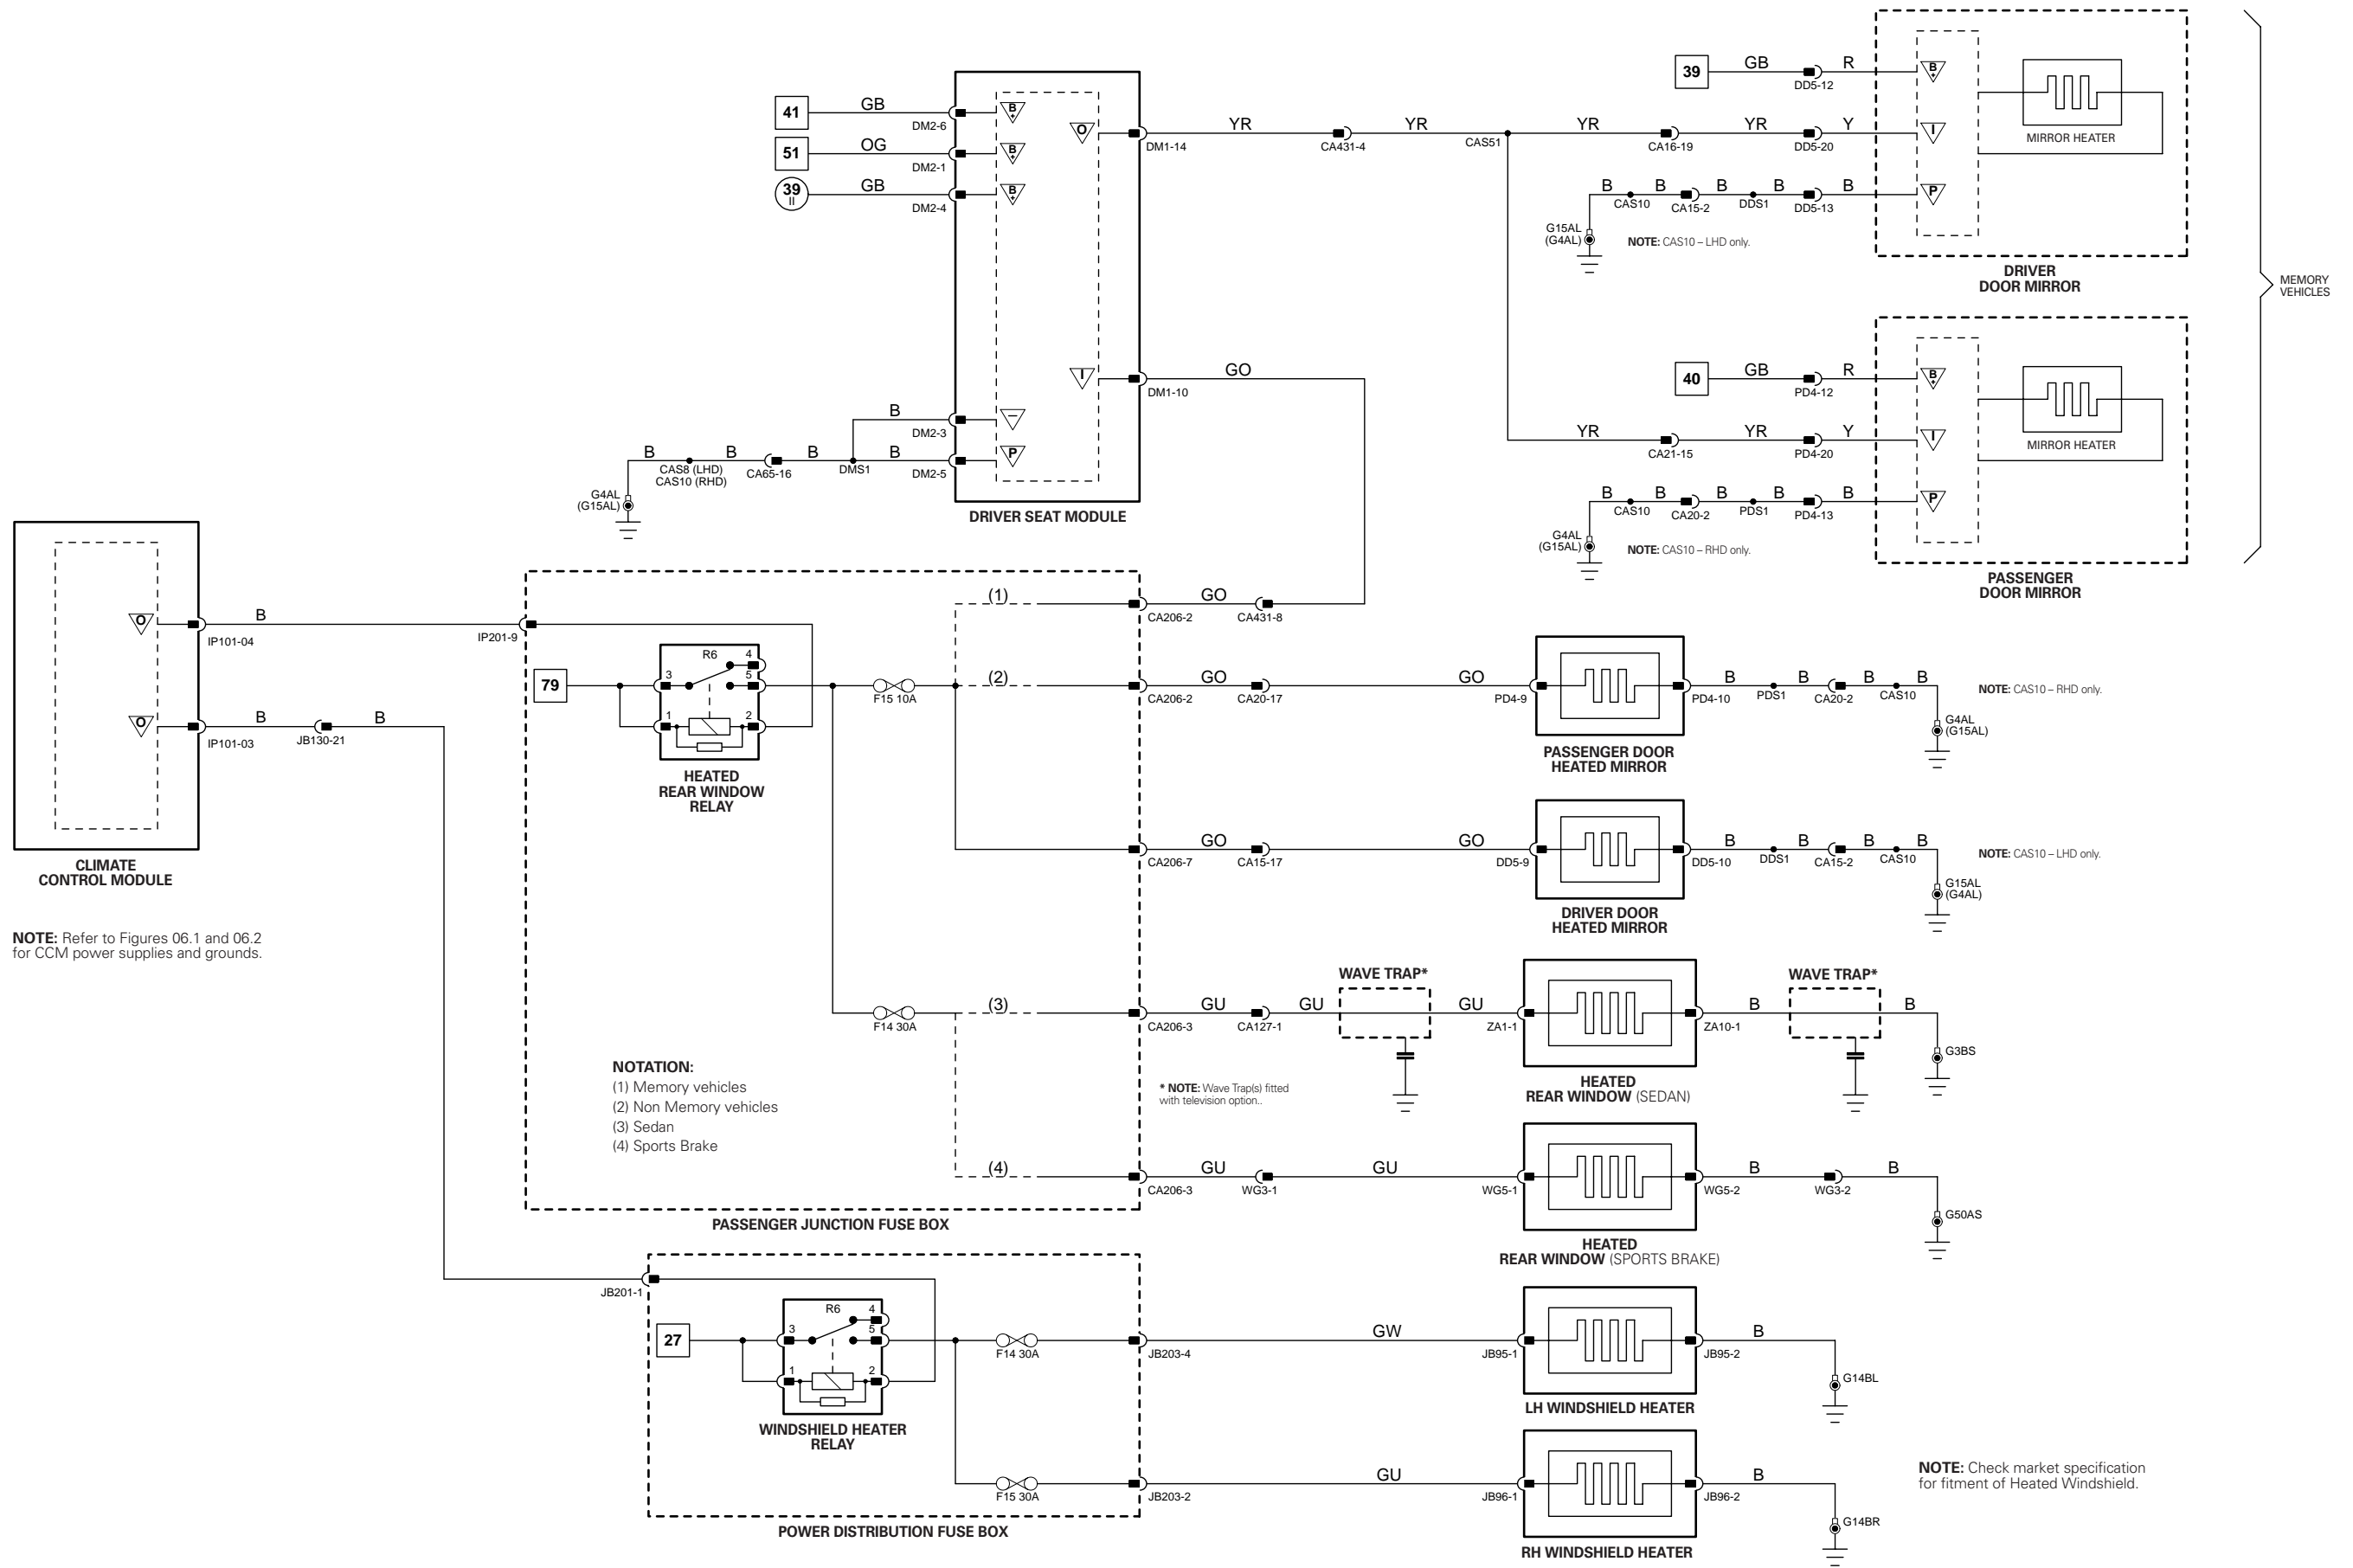 39
GB
DD5-12
R
B
+
MIRROR HEATER
41
GB
DM2-6
B
+
51
OG
DM2-1
B
+
39
II
GB
DM2-4
B
+
O
DM1-14
YR
CA431-4
YR
CAS51
YR
CA16-19
YR
DD5-20
Y
I
B
CAS10
B
CA15-2
B
DDS1
B
DD5-13
B
P
G15AL
(G4AL)
NOTE: CAS10 – LHD only.
DRIVER
DOOR MIRROR
MEMORY
VEHICLES
40
GB
PD4-12
R
B
+
MIRROR HEATER
I
DM1-10
GO
YR
CA21-15
YR
PD4-20
Y
I
B
DM2-3
–
B
CAS8 (LHD)
CAS10 (RHD)
B
CA65-16
B
DMS1
B
DM2-5
P
G4AL
(G15AL)
DRIVER SEAT MODULE
B
CAS10
B
CA20-2
B
PDS1
B
PD4-13
B
P
G4AL
(G15AL)
NOTE: CAS10 – RHD only.
PASSENGER
DOOR MIRROR
O
IP101-04
B
IP201-9
O
IP101-03
B
JB130-21
B
CLIMATE
CONTROL MODULE
NOTE: Refer to Figures 06.1 and 06.2
for CCM power supplies and grounds.
79
R6
3
4
5
1
2
HEATED
REAR WINDOW
RELAY
F15 10A
(1)
CA206-2
GO
CA431-8
(2)
CA206-2
GO
CA20-17
GO
PD4-9
PD4-10
B
PDS1
B
CA20-2
B
CAS10
B
G4AL
(G15AL)
NOTE: CAS10 – RHD only.
PASSENGER DOOR
HEATED MIRROR
CA206-7
GO
CA15-17
GO
DD5-9
DD5-10
B
DDS1
B
CA15-2
B
CAS10
B
G15AL
(G4AL)
NOTE: CAS10 – LHD only.
DRIVER DOOR
HEATED MIRROR
F14 30A
(3)
CA206-3
GU
CA127-1
GU
WAVE TRAP*
GU
ZA1-1
ZA10-1
B
WAVE TRAP*
B
G3BS
* NOTE: Wave Trap(s) fitted
with television option..
HEATED
REAR WINDOW (SEDAN)
NOTATION:
(1) Memory vehicles
(2) Non Memory vehicles
(3) Sedan
(4) Sports Brake
(4)
CA206-3
GU
WG3-1
GU
WG5-1
WG5-2
B
WG3-2
B
G50AS
HEATED
REAR WINDOW (SPORTS BRAKE)
PASSENGER JUNCTION FUSE BOX
JB201-1
27
R6
3
4
5
1
2
WINDSHIELD HEATER
RELAY
F14 30A
JB203-4
GW
JB95-1
JB95-2
B
G14BL
LH WINDSHIELD HEATER
F15 30A
JB203-2
GU
JB96-1
JB96-2
B
G14BR
RH WINDSHIELD HEATER
POWER DISTRIBUTION FUSE BOX
NOTE: Check market specification
for fitment of Heated Windshield.